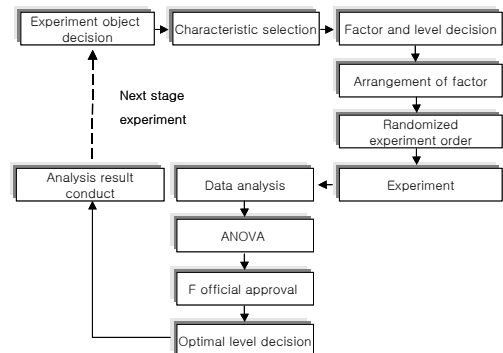 Experiment object
decision
Characteristic selection
Factor and level decision
Arrangement of factor
Next stage
experiment
Randomized
experiment order
Analysis result
conduct
Data analysis
Experiment
ANOVA
F official approval
Optimal level decision